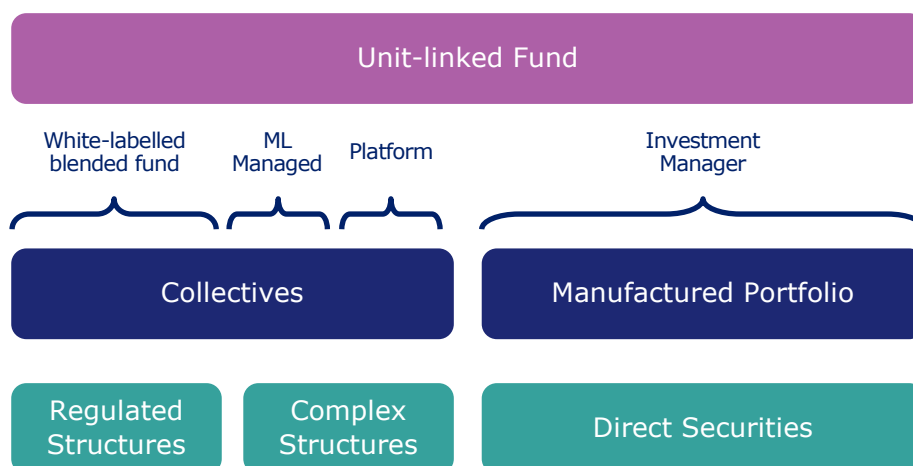 Unit-linked Fund
White-labelled
blended fund
ML
Managed
Platform
Investment
Manager
Collectives
Manufactured Portfolio
Regulated
Structures
Complex
Structures
Direct Securities